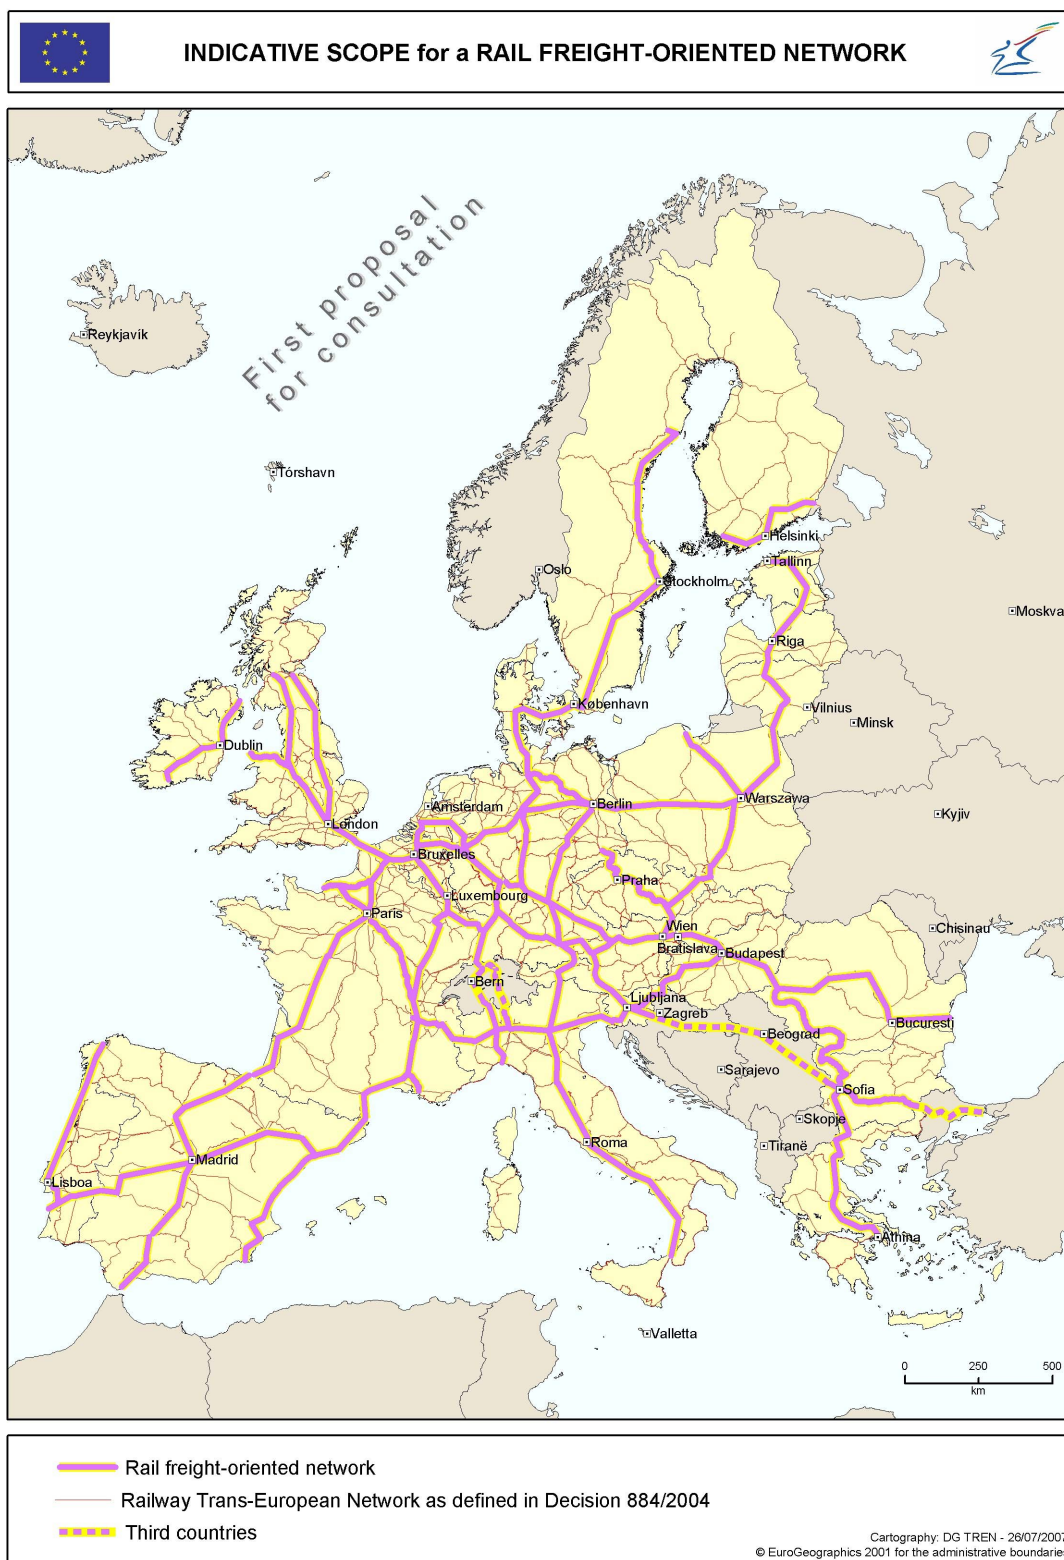 INDICATIVE SCOPE for a RAIL FREIGHT-ORIENTED NETWORK
First proposal
for consultation
Reykjavík
Tórshavn
Helsinki
Tallinn
Oslo
Stockholm
Moskva
Riga
København
Vilnius
Minsk
Dublin
Warszawa
Amsterdam
Berlin
Kyjiv
London
Bruxelles
Praha
Luxembourg
Paris
Wien
Chisinau
Bratislava
Budapest
Bern
Ljubljana
Zagreb
Bucuresti
Beograd
Sarajevo
Sofia
Skopje
Roma
Tiranë
Madrid
Lisboa
Athina
Valletta
0 250 500
km
Rail freight-oriented network
Railway Trans-European Network as defined in Decision 884/2004
Third countries
Cartography: DG TREN - 26/07/2007
© EuroGeographics 2001 for the administrative boundaries